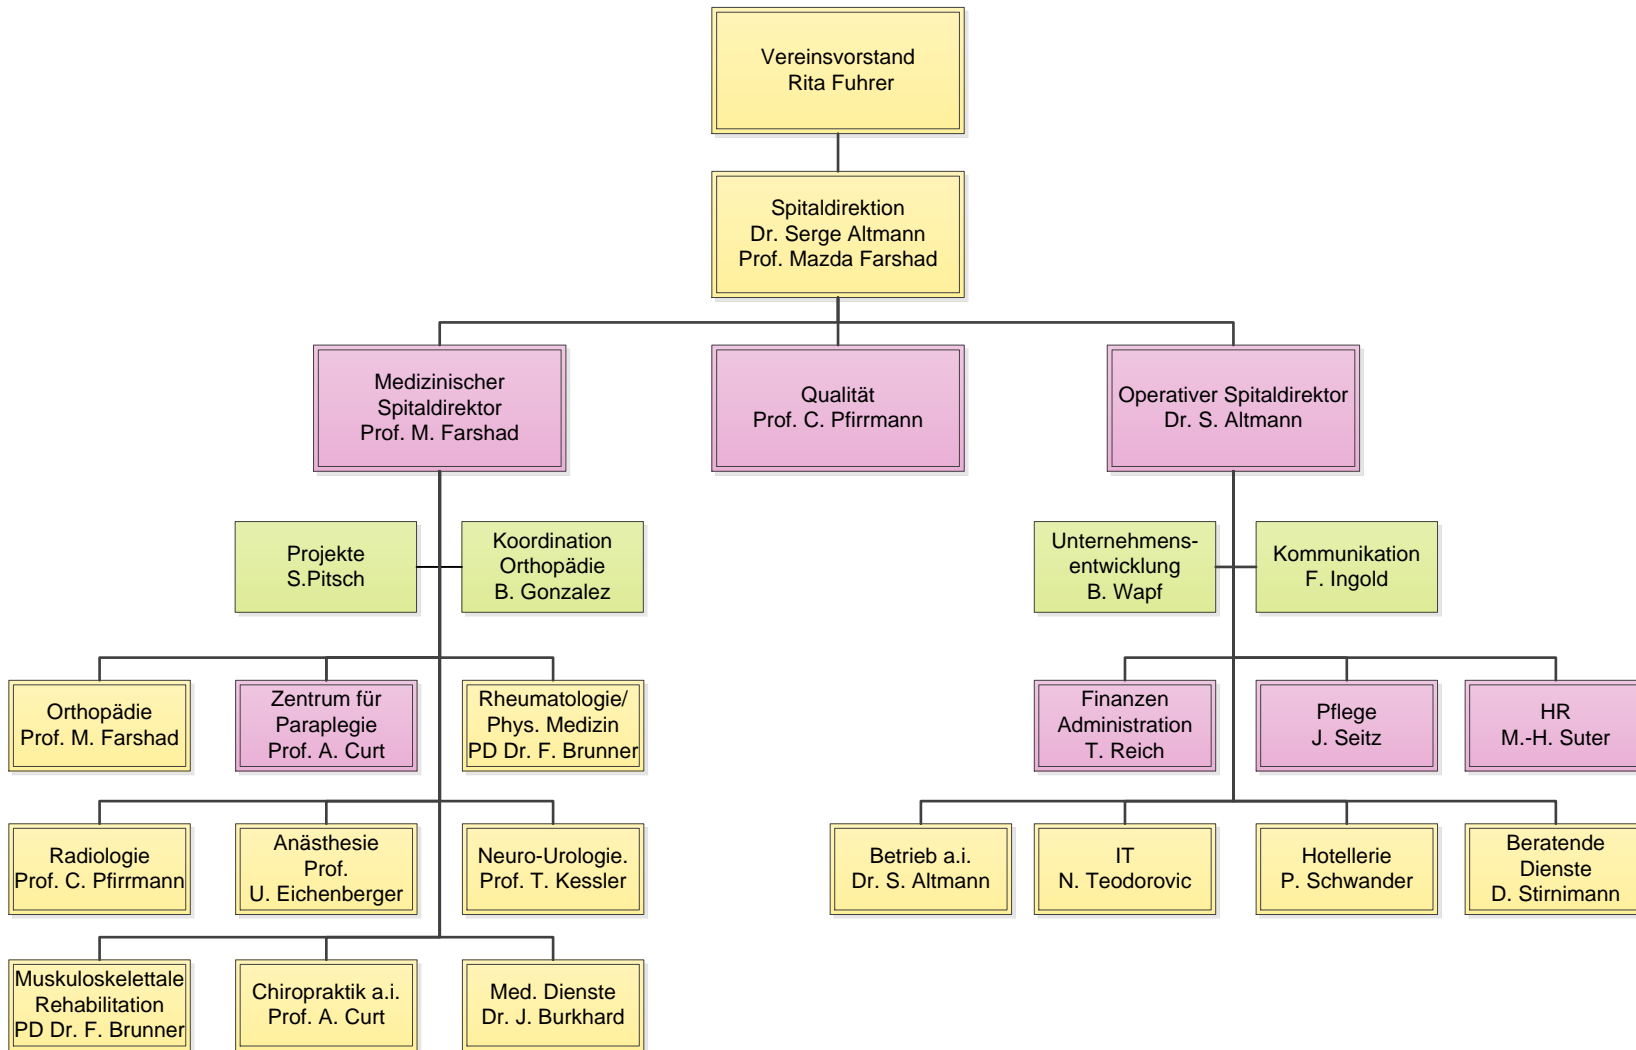 Vereinsvorstand
Rita Fuhrer
Spitaldirektion
Dr. Serge Altmann
Prof. Mazda Farshad
Medizinischer
Spitaldirektor
Prof. M. Farshad
Qualität
Prof. C. Pfirrmann
Operativer Spitaldirektor
Dr. S. Altmann
Projekte
S.Pitsch
Koordination
Orthopädie
B. Gonzalez
Unternehmens-
entwicklung
B. Wapf
Kommunikation
F. Ingold
Orthopädie
Prof. M. Farshad
Zentrum für
Paraplegie
Prof. A. Curt
Rheumatologie/
Phys. Medizin
PD Dr. F. Brunner
Finanzen
Administration
T. Reich
Pflege
J. Seitz
HR
M.-H. Suter
Radiologie
Prof. C. Pfirrmann
Anästhesie
Prof.
U. Eichenberger
Neuro-Urologie.
Prof. T. Kessler
Betrieb a.i.
Dr. S. Altmann
IT
N. Teodorovic
Hotellerie
P. Schwander
Beratende
Dienste
D. Stirnimann
Muskuloskelettale
Rehabilitation
PD Dr. F. Brunner
Chiropraktik a.i.
Prof. A. Curt
Med. Dienste
Dr. J. Burkhard